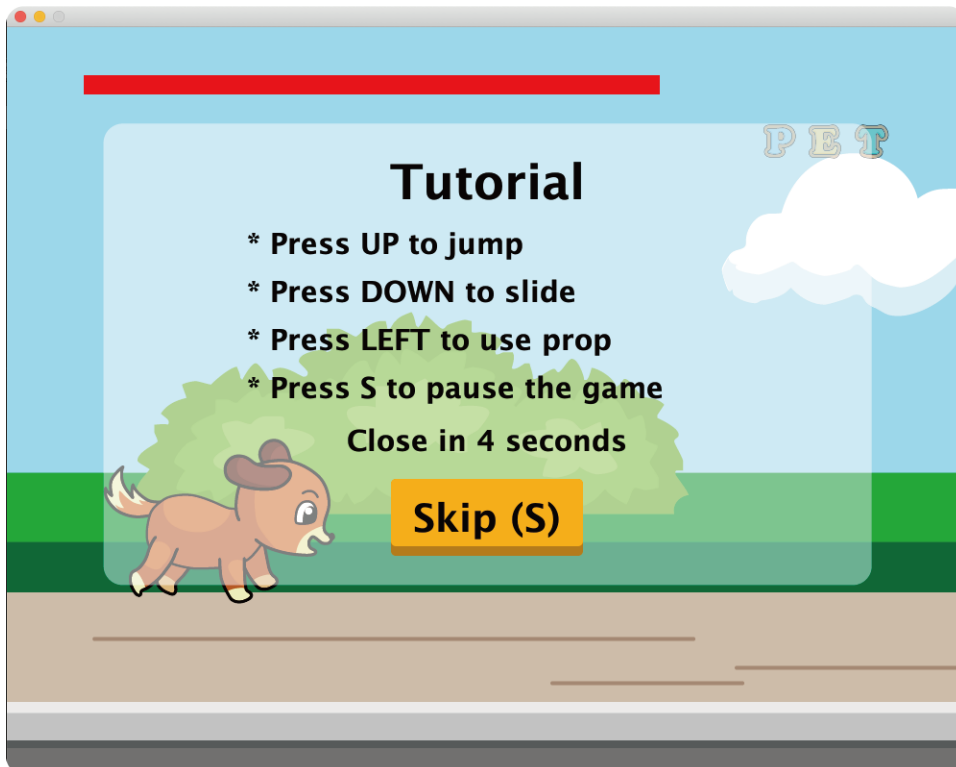 PET
Tutorial
* Press UP to jump
* Press DOWN to slide
* Press LEFT to use prop
* Press S to pause the game
Close in 4 seconds
Skip (S)